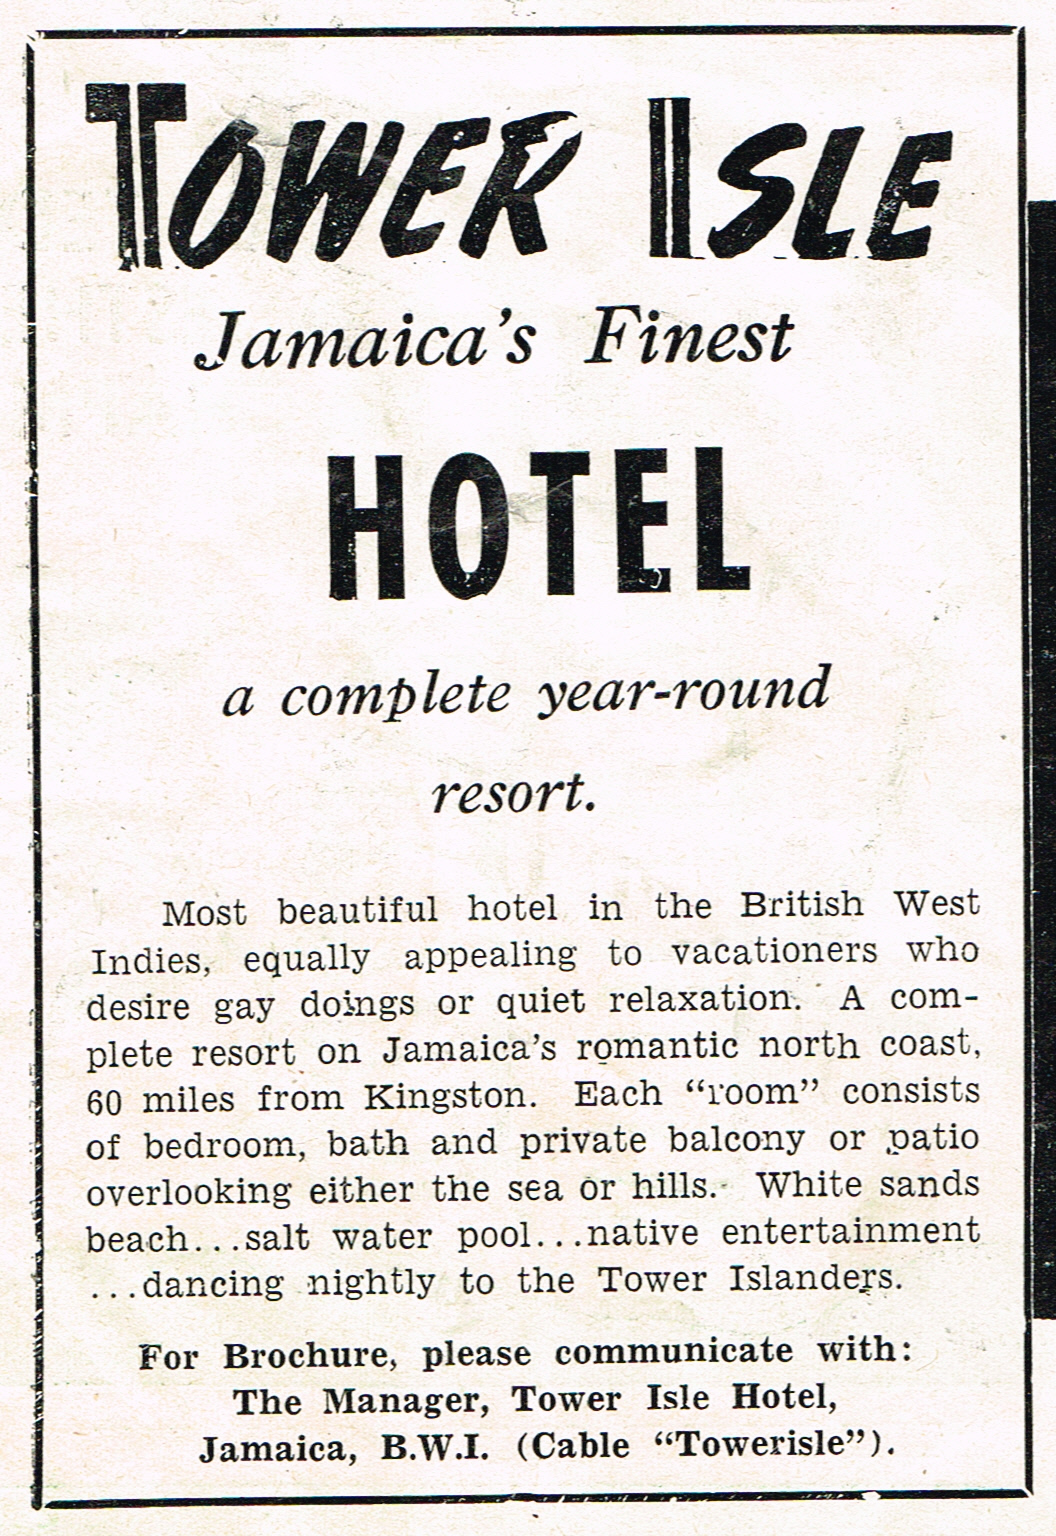 TOWER ISLE
Jamaica's Finest
HOTEL
a complete year-round
resort.
Most beautiful hotel in the British West
Indies, equally appealing to vacationers who
desire gay doings or quiet relaxation. A com-
plete resort on Jamaica's romantic north coast,
60 miles from Kingston. Each “room” consists
of bedroom, bath and private balcony or patio
overlooking either the sea or hills. White sands
beach...salt water pool...native entertainment
...dancing nightly to the Tower Islanders.
For Brochure, please communicate with:
The Manager, Tower Isle Hotel,
Jamaica, B.W.I. (Cable “Towerisle”).